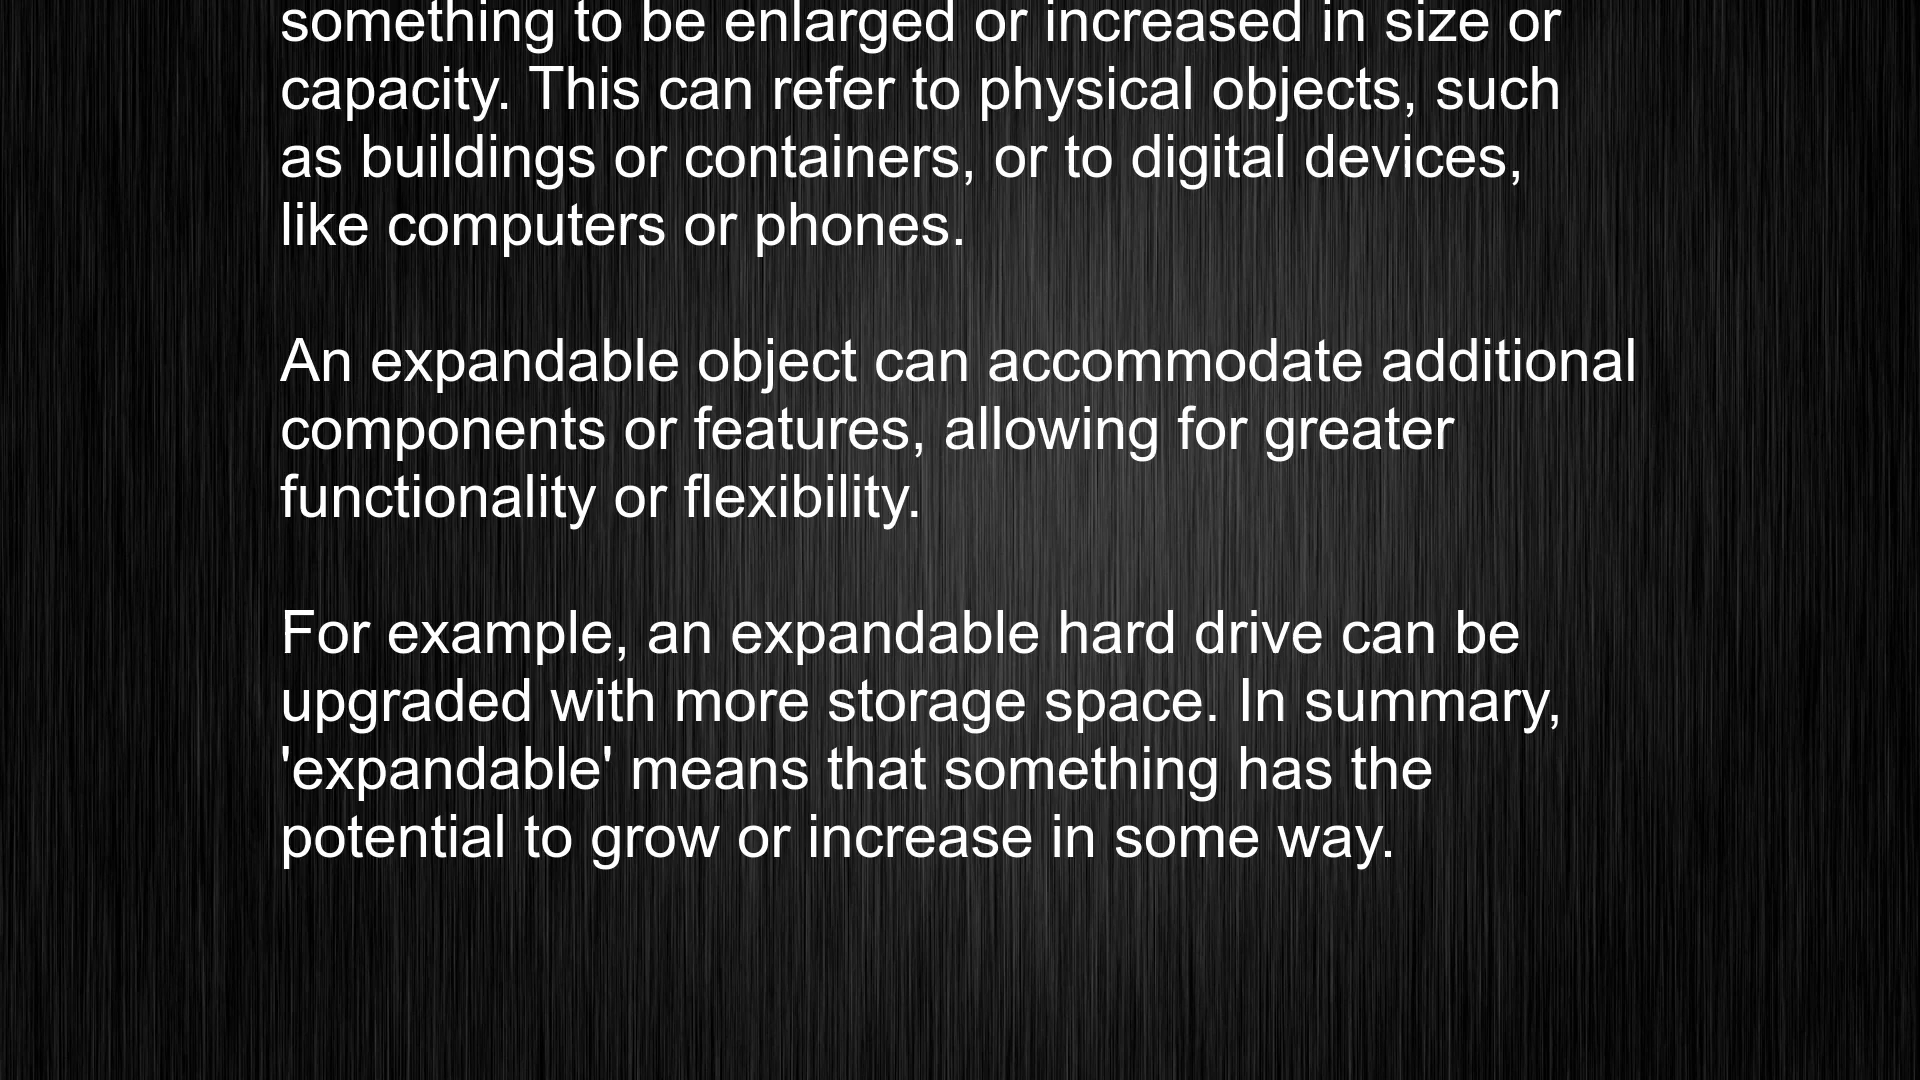 something to be enlarged or increased in size or
capacity. This can refer to physical objects, such
as buildings or containers, or to digital devices,
like computers or phones.
An expandable object can accommodate additional
components or features, allowing for greater
functionality or flexibility.
For example, an expandable hard drive can be
upgraded with more storage space. In summary,
'expandable' means that something has the
potential to grow or increase in some way.